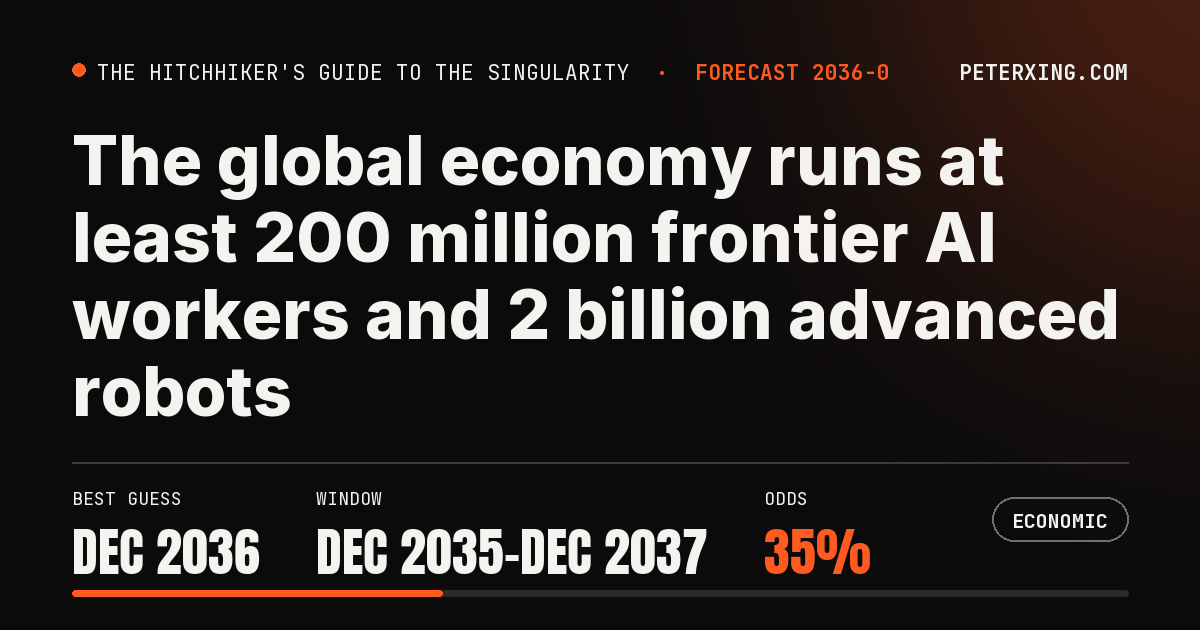 THE HITCHHIKER'S GUIDE TO THE SINGULARITY · FORECAST 2036-0 PETERXING.COM
The global economy runs at
least 200 million frontier AI
workers and 2 billion advanced
robots
BEST GUESS WINDOW ODDS
DEC 2036 DEC 2035-DEC 2037 35% ECONOMIC